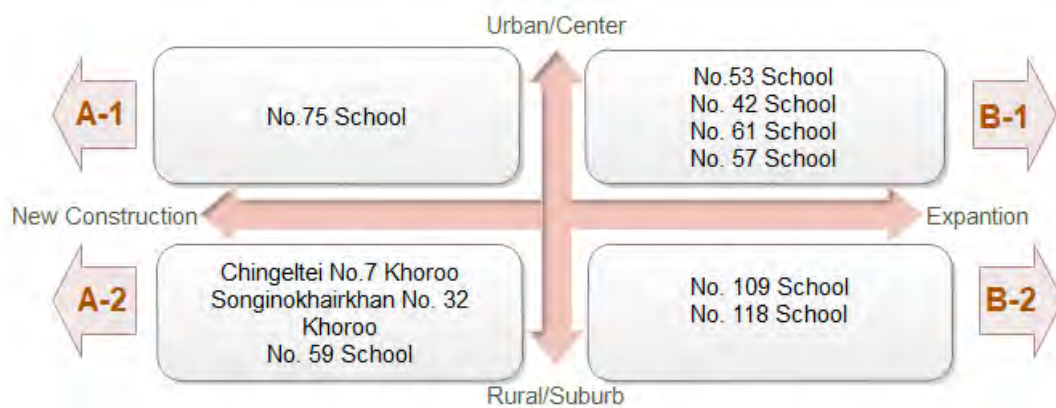 Urban/Center
A-1
No.75 School
No.53 School
No. 42 School
No. 61 School
No. 57 School
B-1
New Construction
Expantion
A-2
Chingeltei No.7 Khoroo
Songinokhairkhan No. 32
Khoroo
No. 59 School
No. 109 School
No. 118 School
B-2
Rural/Suburb